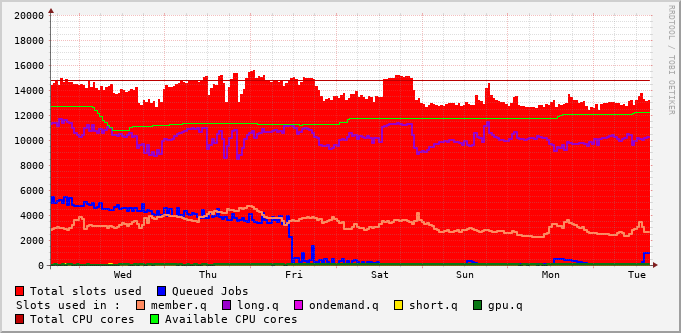 20000
18000
16000
14000
12000
10000
8000
6000
4000
2000
0
Wed Thu Fri Sat Sun Mon Tue
Total slots used Queued Jobs
Slots used in : member.q long.q ondemand.q short.q gpu.q
Total CPU cores Available CPU cores
RRDTOOL / TOBI OETIKER